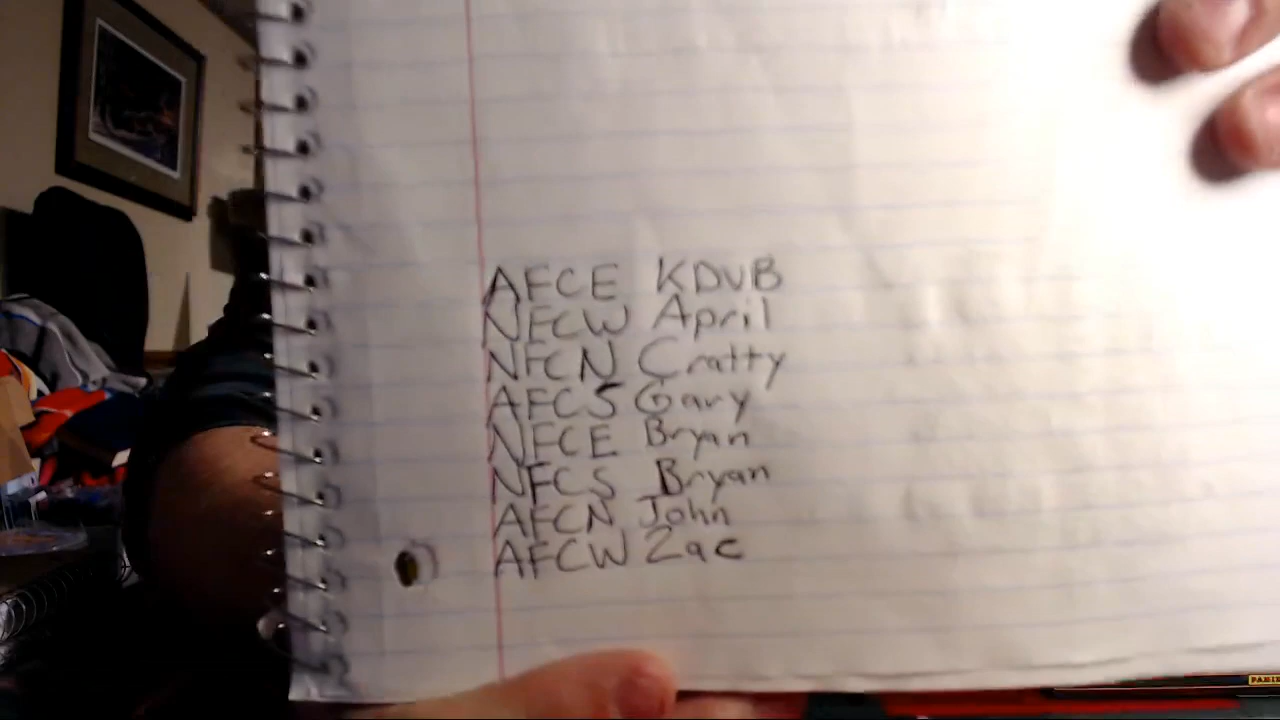 AFCE KDUB
NFCW April
NFCN Cratty
AFCS Gary
NFCE Bryan
NFCS Bryan
AFCN John
AFCW Zac